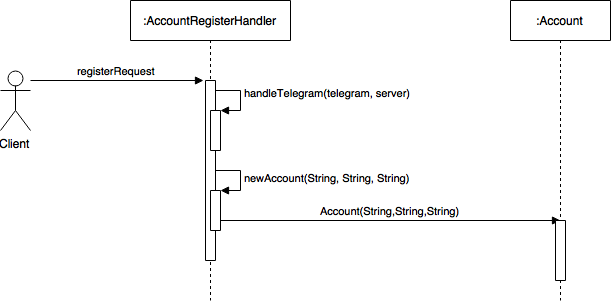 :AccountRegisterHandler
:Account
registerRequest
handleTelegram(telegram, server)
Client
newAccount(String, String, String)
Account(String,String,String)